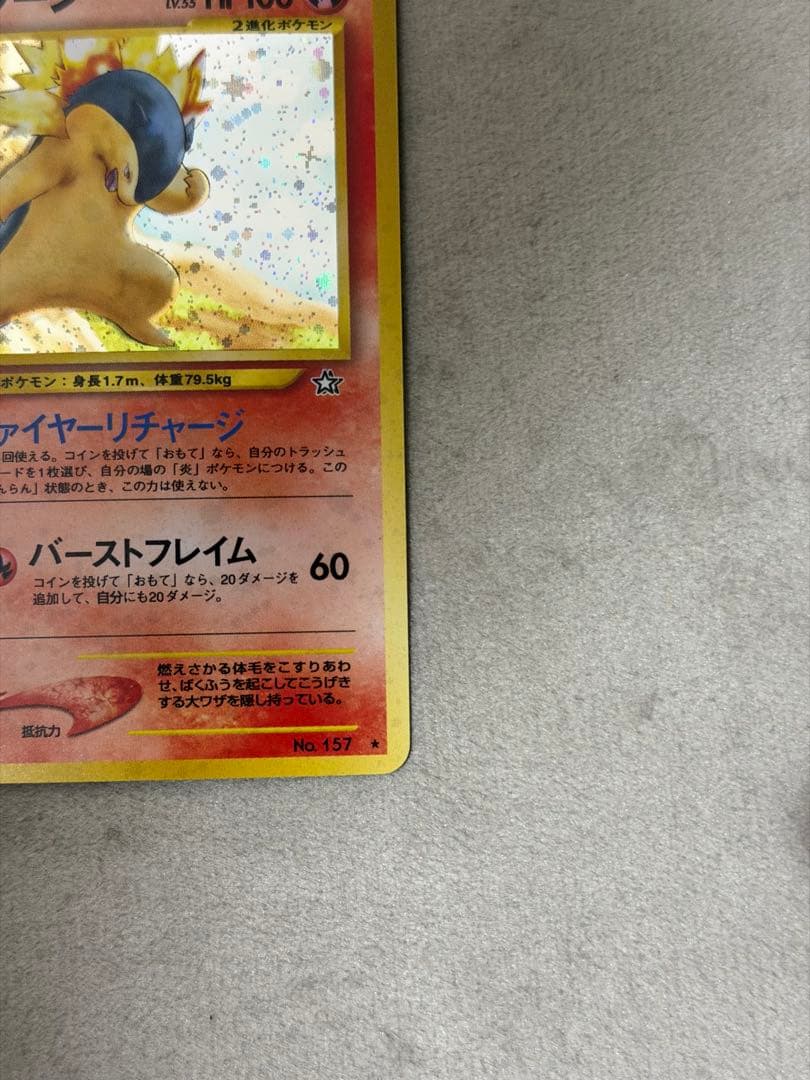 LV.55 HP100
2進化ポケモン
ポケモン：身長1.7m、体重79.5kg
ァイヤーリチャージ
回使える。コインを投げて「おもて」なら、自分のトラッシュ
ードを1枚選び、自分の場の「炎」ポケモンにつける。この
んらん」状態のとき、この力は使えない。
バーストフレイム 60
コインを投げて「おもて」なら、20ダメージを
追加して、自分にも20ダメージ。
燃えさかる体毛をこすりあわ
せ、ばくふうを起こしてこうげき
する大ワザを隠し持っている。
抵抗力
No. 157 ★